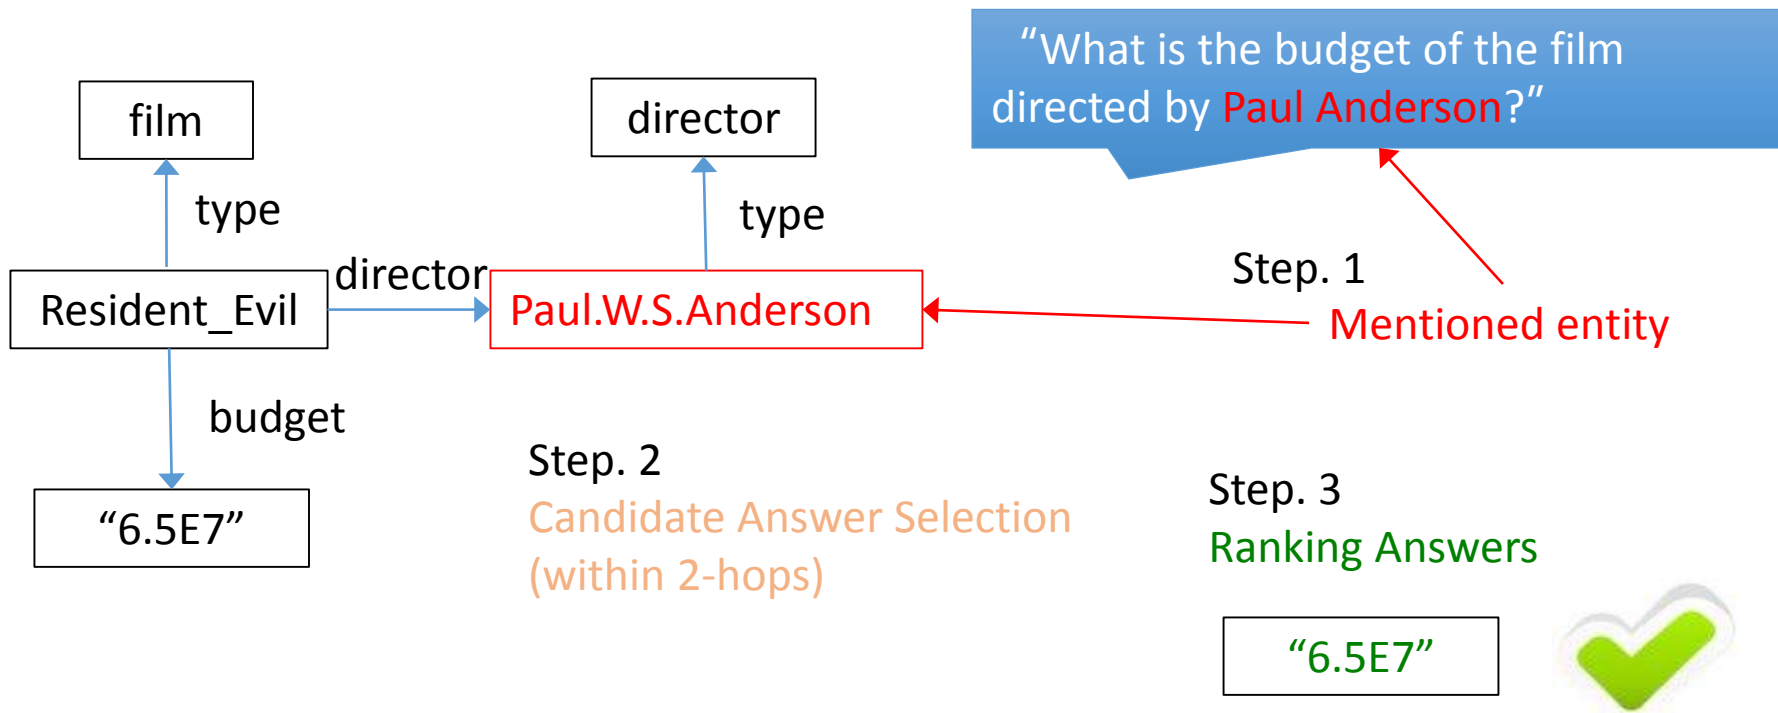 “What is the budget of the film
directed by Paul Anderson?”
film
director
type
type
director
Resident_Evil
Paul.W.S.Anderson
Step. 1
Mentioned entity
budget
“6.5E7”
Step. 2
Candidate Answer Selection
(within 2-hops)
Step. 3
Ranking Answers
“6.5E7”